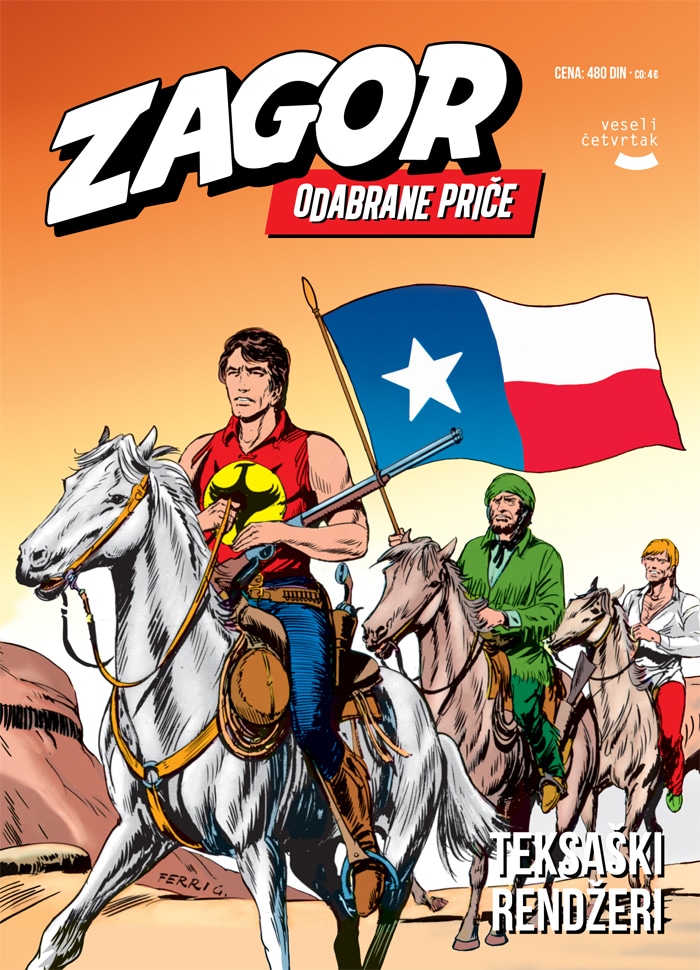 ZAGOR
ODABRANE PRIČE
CENA: 480 DIN · CG: 4 €
veseli
četvrtak
FERRI G.
TEKSAŠKI
RENDŽERI